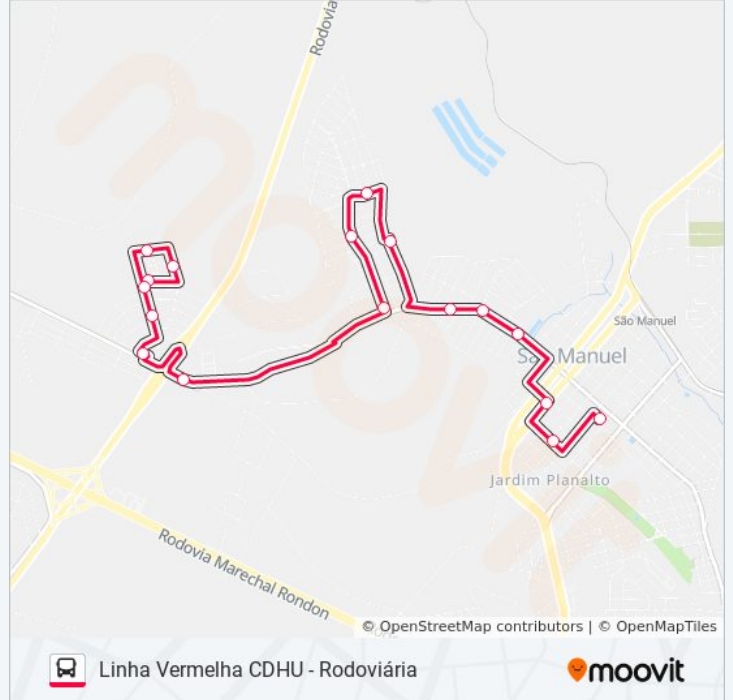 Rodovia
São Manuel
São Manuel
Jardim Planalto
Rodovia Marechal Rondon
© OpenStreetMap contributors | © OpenMapTiles
Linha Vermelha CDHU - Rodoviária
moovit